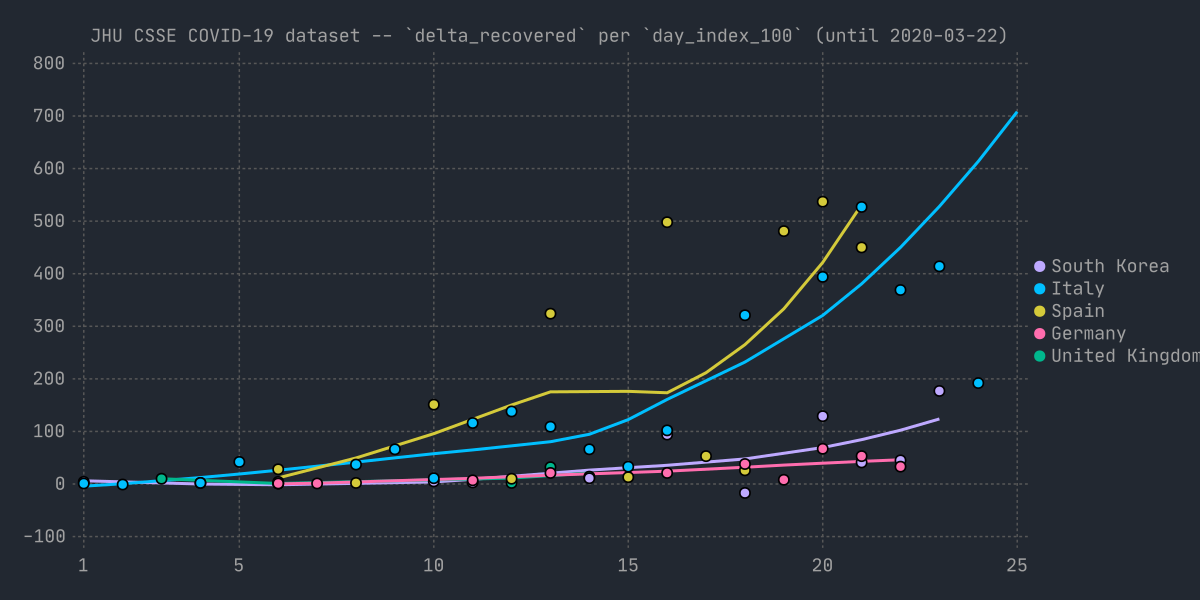 JHU CSSE COVID-19 dataset -- `delta_recovered` per `day_index_100` (until 2020-03-22)
800
700
600
500
400
300
200
100
0
-100
1 5 10 15 20 25
South Korea
Italy
Spain
Germany
United Kingdom